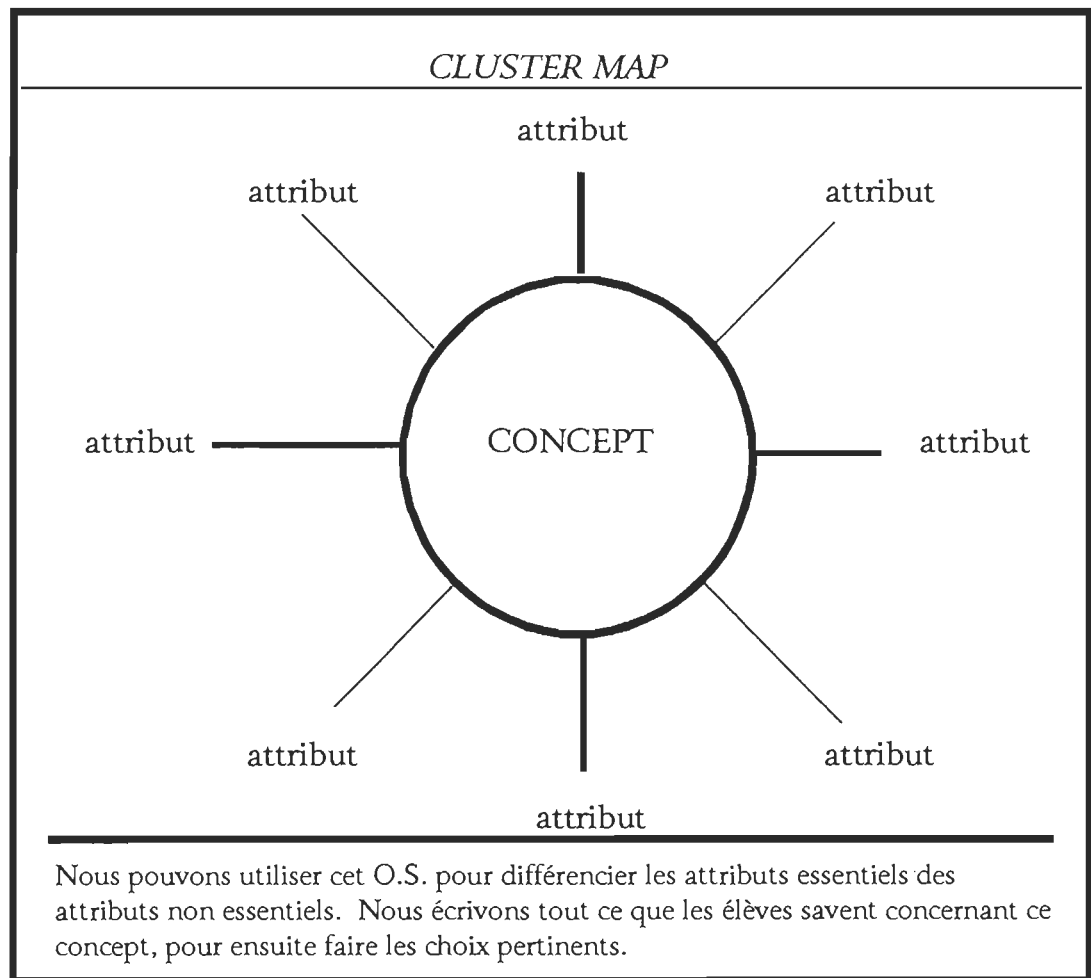 CLUSTER MAP
attribut
attribut
attribut
attribut
CONCEPT
attribut
attribut
attribut
attribut
Nous pouvons utiliser cet O.S. pour différencier les attributs essentiels des
attributs non essentiels. Nous écrivons tout ce que les élèves savent concernant ce
concept, pour ensuite faire les choix pertinents.